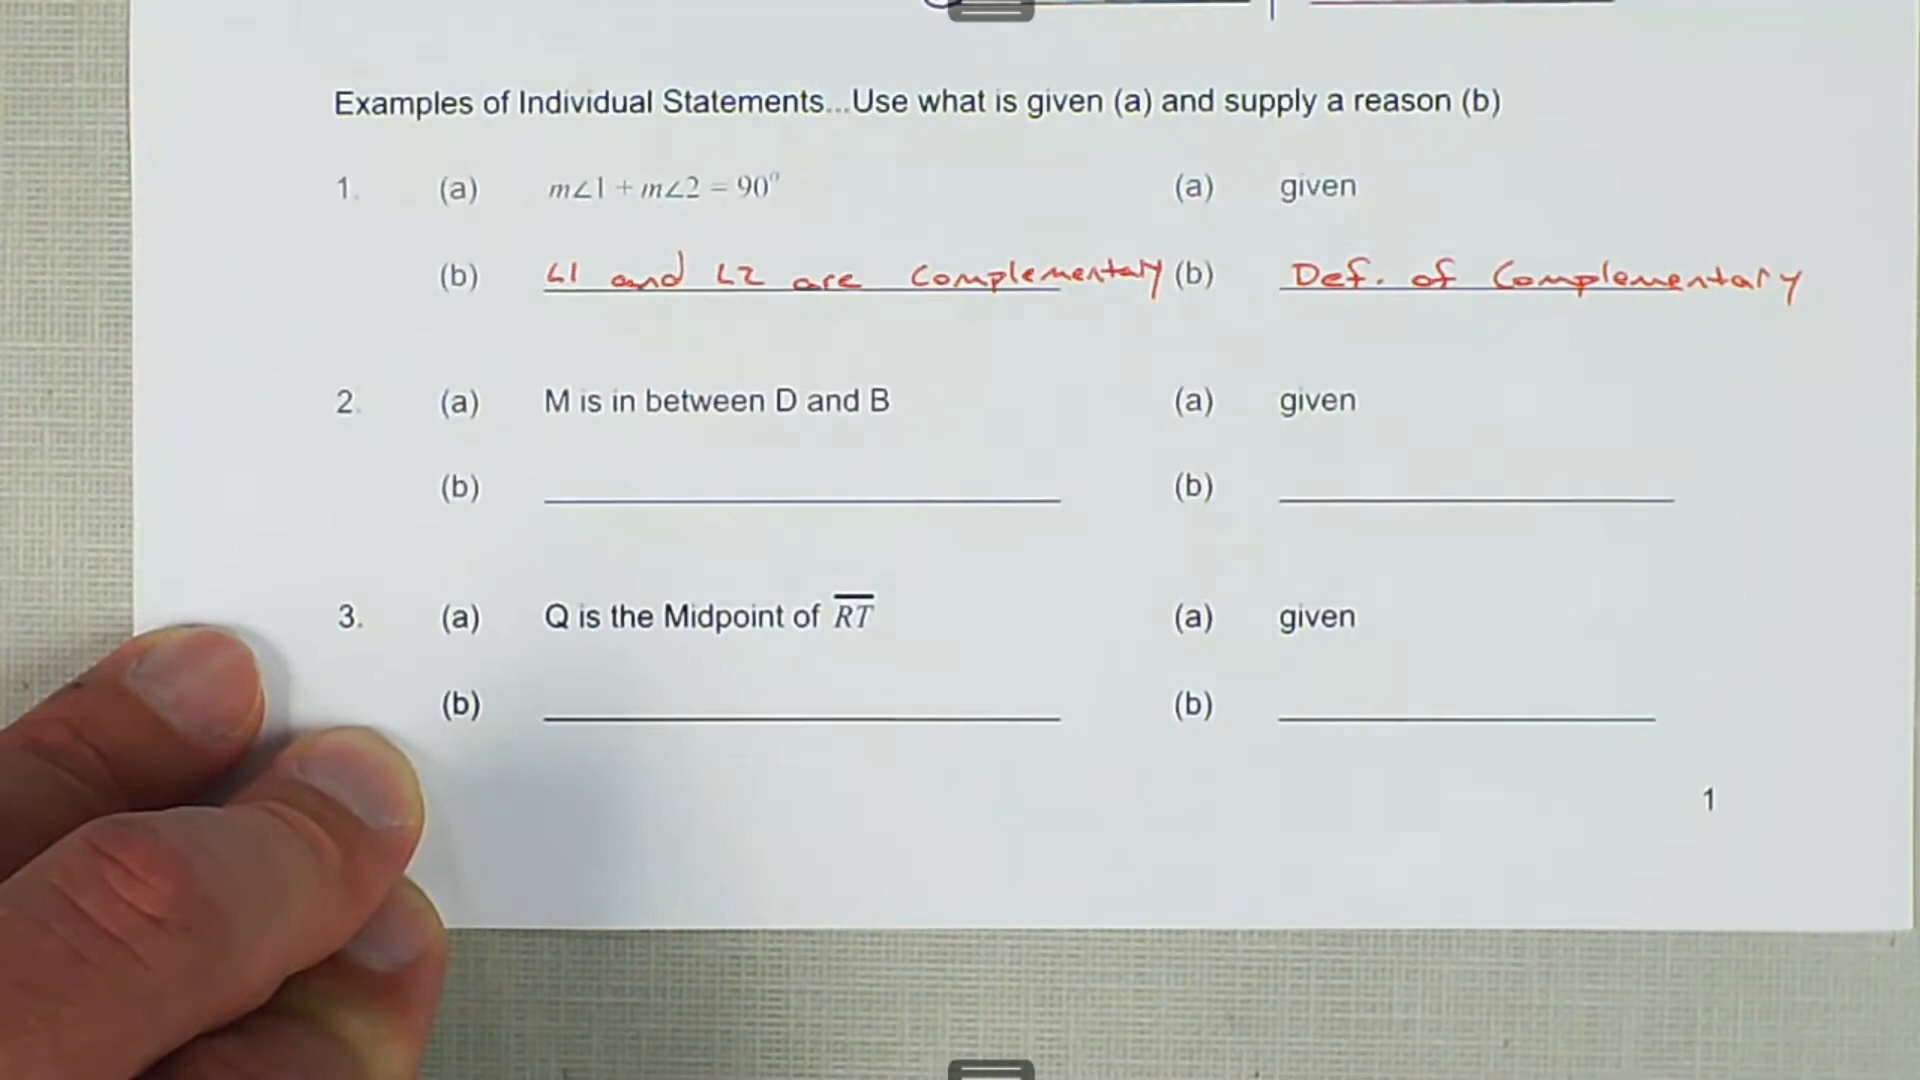 Examples of Individual Statements...Use what is given (a) and supply a reason (b)
1. (a) m∠1 + m∠2 = 90° (a) given
(b) ∠1 and ∠2 are Complementary (b) Def. of Complementary
2. (a) M is in between D and B (a) given
(b) (b)
3. (a) Q is the Midpoint of R͞T͞ (a) given
(b) (b)
1